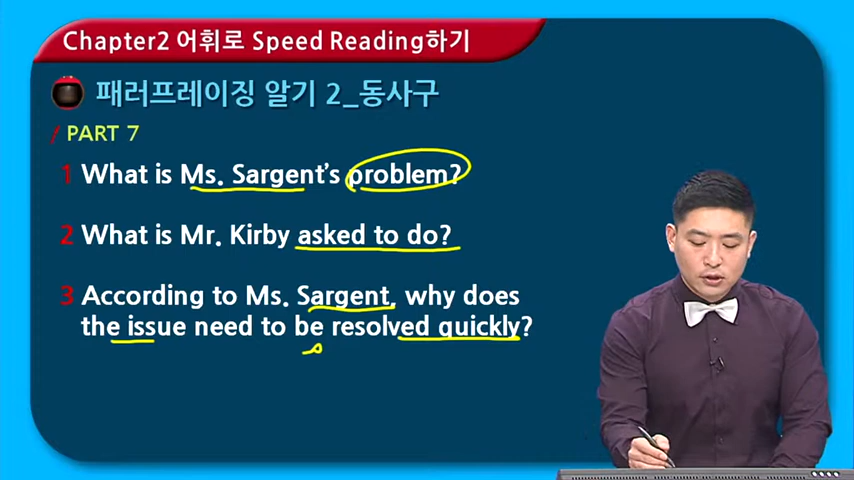 Chapter2 어휘로 Speed Reading하기
패러프레이징 알기 2_동사구
/ PART 7
1 What is Ms. Sargent's problem?
2 What is Mr. Kirby asked to do?
3 According to Ms. Sargent, why does
the issue need to be resolved quickly?